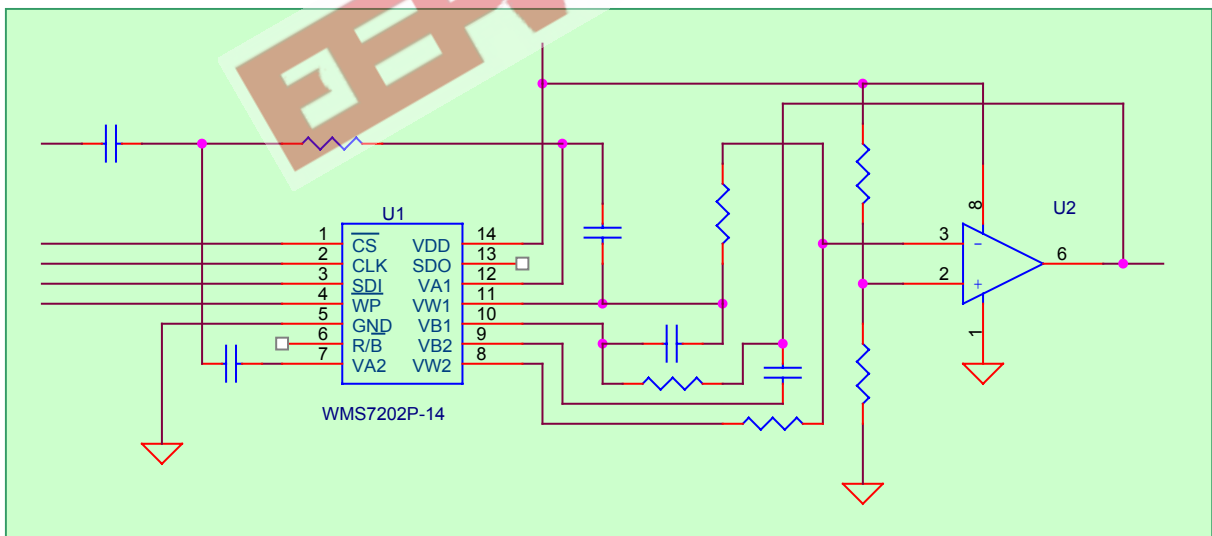 U1
1 CS VDD 14
2 CLK SDO 13
3 SDI VA1 12
4 WP VW1 11
5 GND VB1 10
6 R/B VB2 9
7 VA2 VW2 8
WMS7202P-14
U2
8
3 -
6
2 +
1